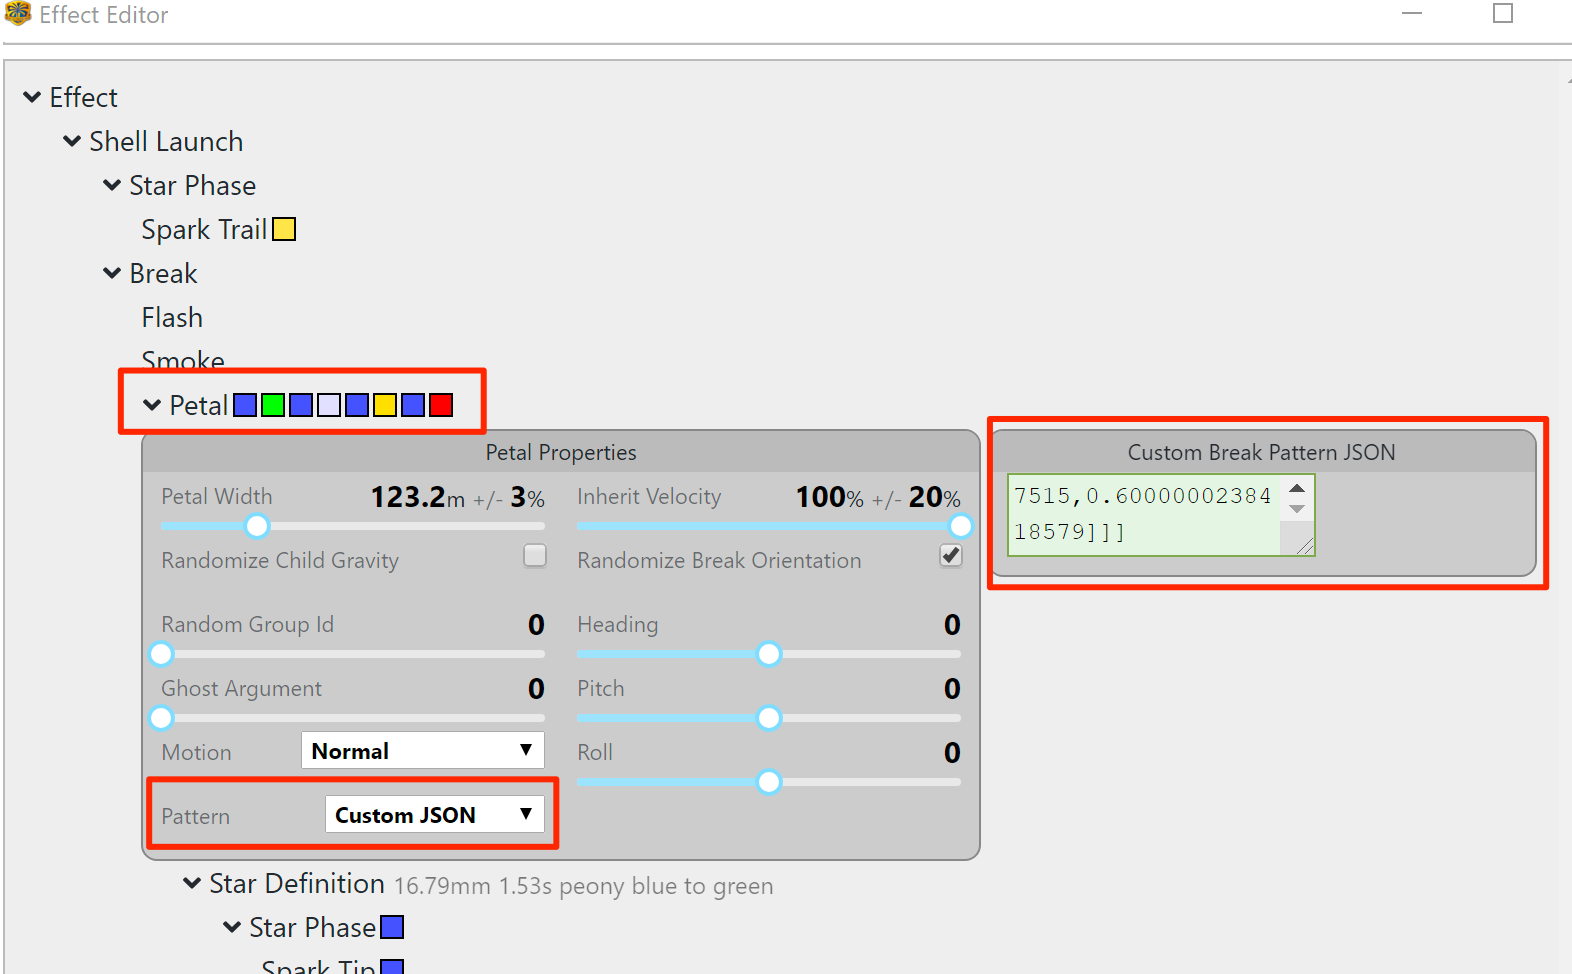 Effect Editor
Effect
Shell Launch
Star Phase
Spark Trail
Break
Flash
Smoke
Petal
Petal Properties
Petal Width 123.2m +/- 3%
Inherit Velocity 100% +/- 20%
Randomize Child Gravity
Randomize Break Orientation
Random Group Id 0
Heading 0
Ghost Argument 0
Pitch 0
Motion Normal
Roll 0
Pattern Custom JSON
Custom Break Pattern JSON
7515,0.60000002384
18579]]]
Star Definition 16.79mm 1.53s peony blue to green
Star Phase
Spark Tip